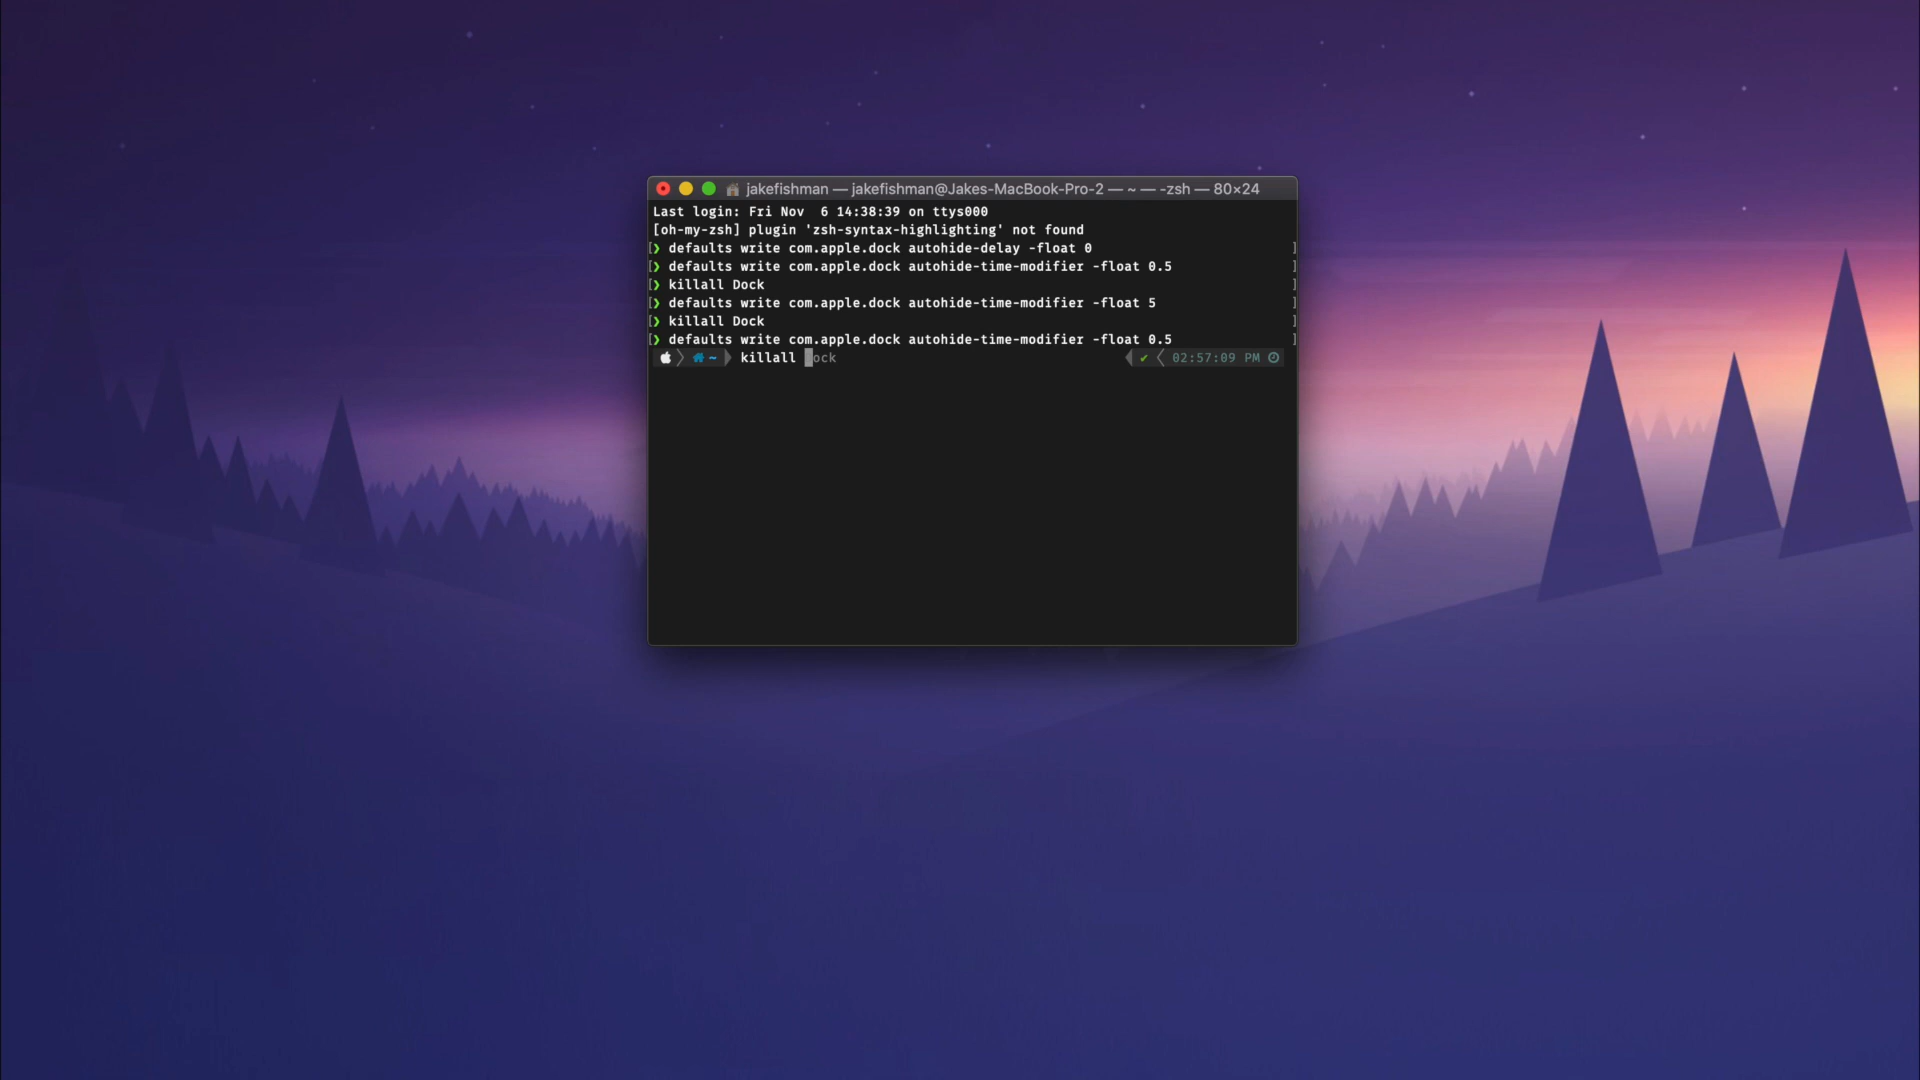 jakefishman — jakefishman@Jakes-MacBook-Pro-2 — ~ — -zsh — 80×24
Last login: Fri Nov  6 14:38:39 on ttys000
[oh-my-zsh] plugin 'zsh-syntax-highlighting' not found
[❯ defaults write com.apple.dock autohide-delay -float 0 ]
[❯ defaults write com.apple.dock autohide-time-modifier -float 0.5 ]
[❯ killall Dock ]
[❯ defaults write com.apple.dock autohide-time-modifier -float 5 ]
[❯ killall Dock ]
[❯ defaults write com.apple.dock autohide-time-modifier -float 0.5 ]
~ killall ock ✔ 02:57:09 PM